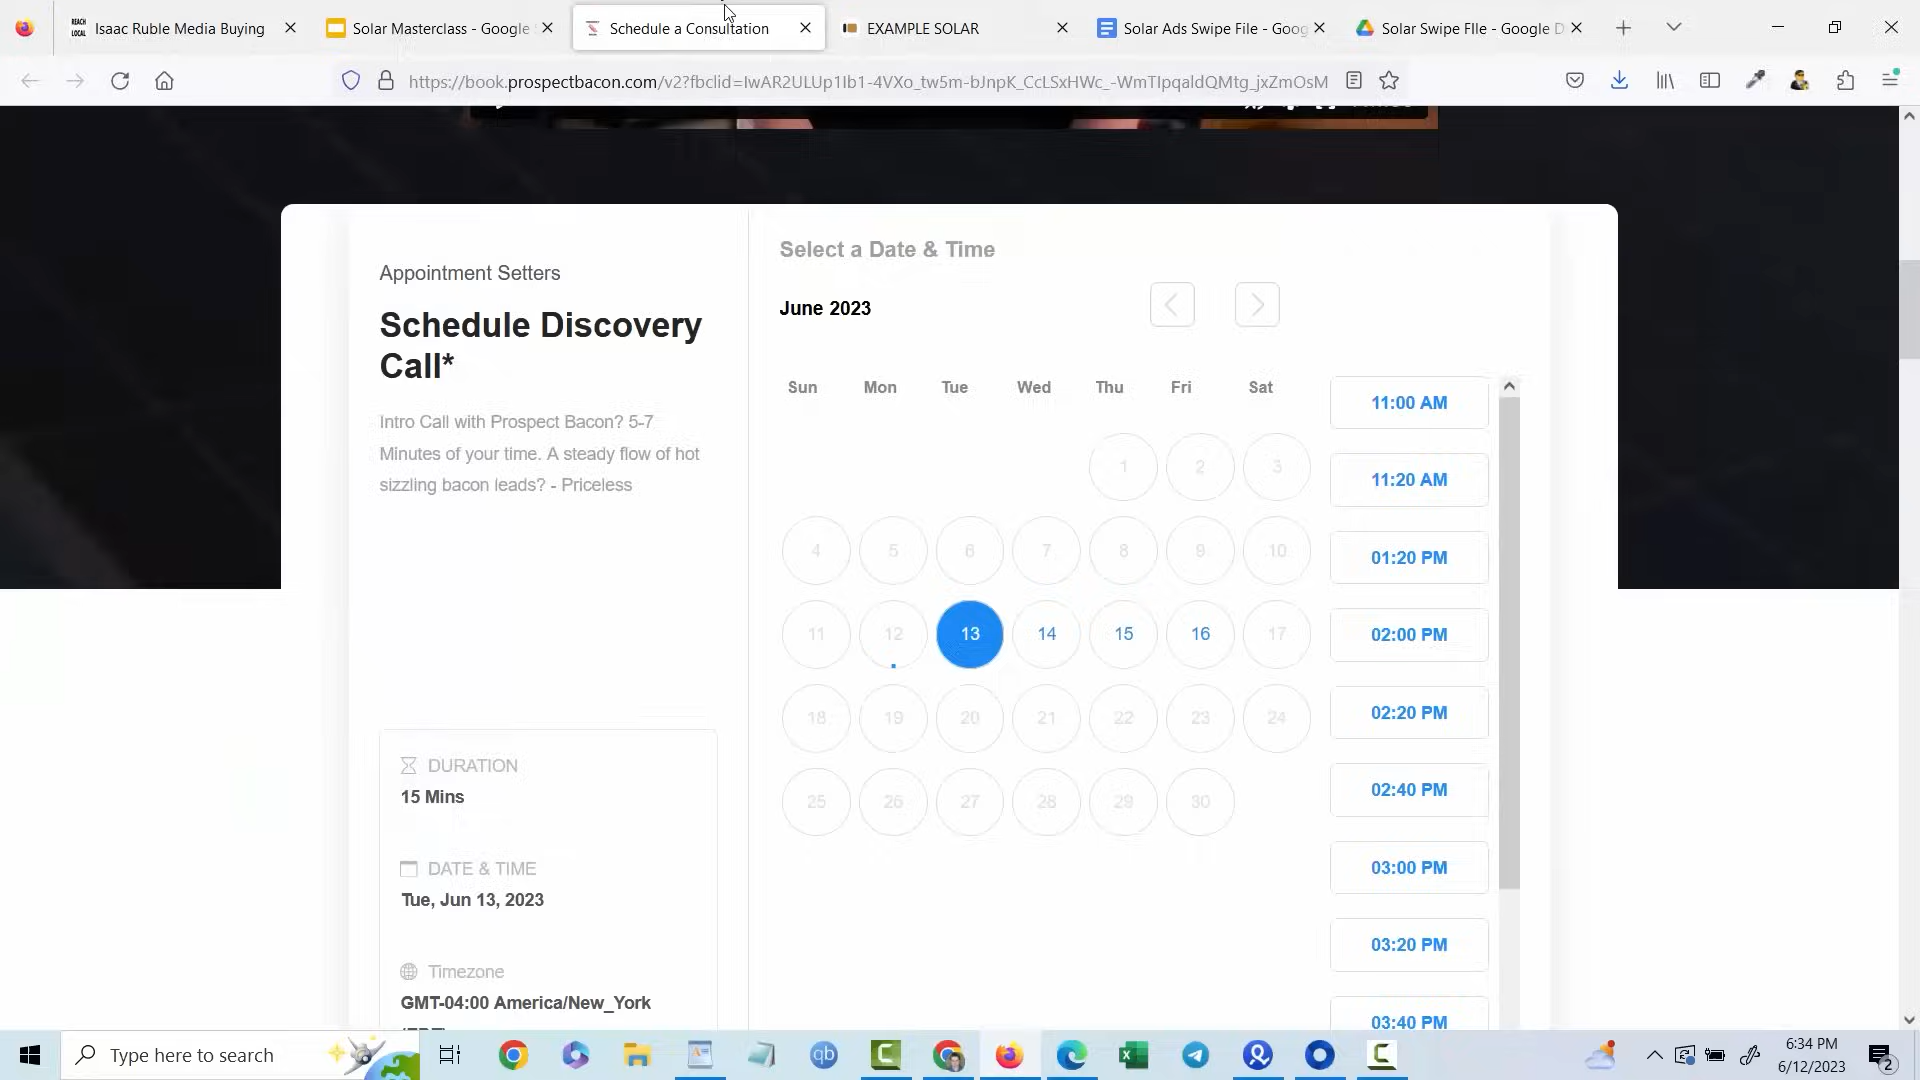 Isaac Ruble Media Buying
Solar Masterclass - Google
Schedule a Consultation
EXAMPLE SOLAR
Solar Ads Swipe File - Goog
Solar Swipe FIle - Google D
https://book.prospectbacon.com/v2?fbclid=IwAR2ULUp1Ib1-4VXo_tw5m-bJnpK_CcLSxHWc_-WmTIpqaldQMtg_jxZmOsM
Appointment Setters
Schedule Discovery
Call*
Intro Call with Prospect Bacon? 5-7
Minutes of your time. A steady flow of hot
sizzling bacon leads? - Priceless
DURATION
15 Mins
DATE & TIME
Tue, Jun 13, 2023
Timezone
GMT-04:00 America/New_York
Select a Date & Time
June 2023
Sun Mon Tue Wed Thu Fri Sat
1 2 3
4 5 6 7 8 9 10
11 12 13 14 15 16 17
18 19 20 21 22 23 24
25 26 27 28 29 30
11:00 AM
11:20 AM
01:20 PM
02:00 PM
02:20 PM
02:40 PM
03:00 PM
03:20 PM
03:40 PM
Type here to search
qb
6:34 PM
6/12/2023
2